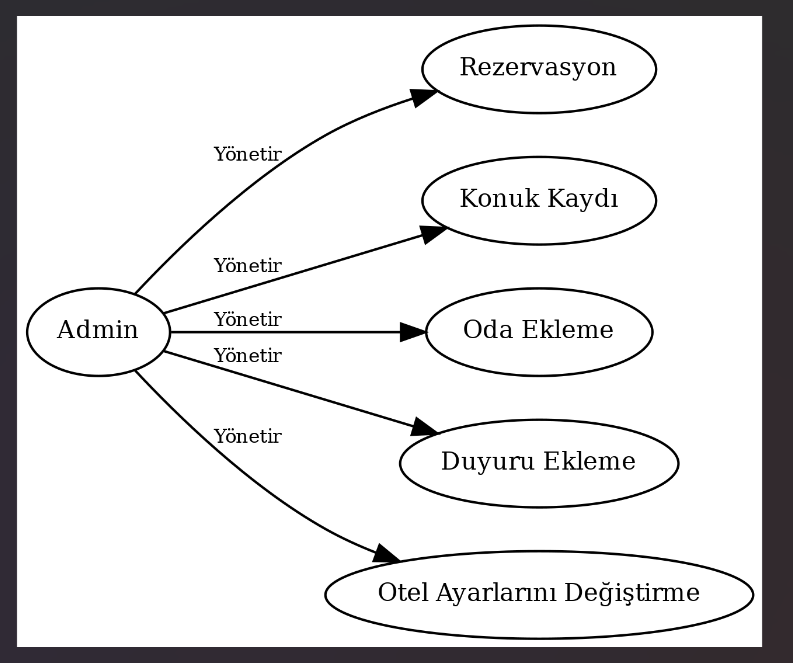 Rezervasyon
Yönetir
Konuk Kaydı
Yönetir
Admin
Yönetir
Oda Ekleme
Yönetir
Duyuru Ekleme
Yönetir
Otel Ayarlarını Değiştirme